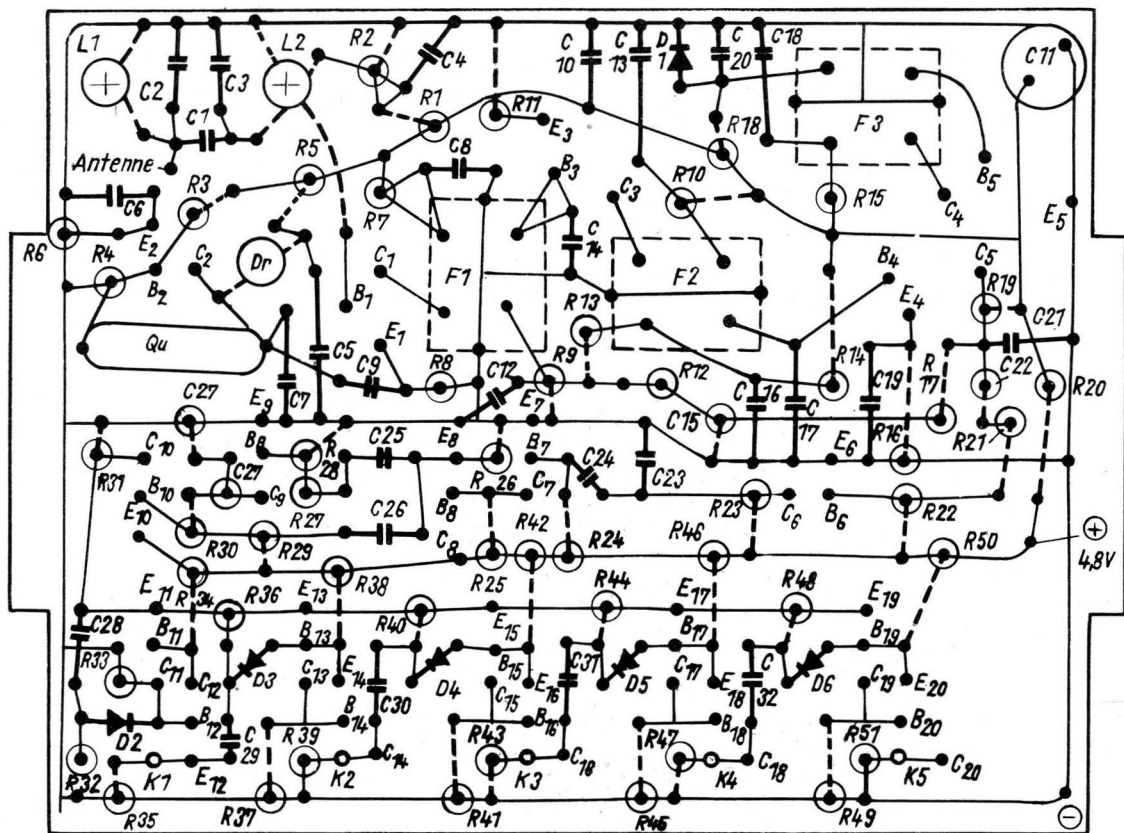 L1 L2 R2 C4 C10 C13 D1 C20 C18 C11
C2 C3 C1 R1 R11 E3 R18 F3
Antenne R5 C8 B3 C3 R10 R15 C4 B5
C6 R3 R7 C14 E5
R6 R4 E2 C2 Dr C1 F1 F2 B4 C5 R19
B2 B1 R13 E4 C21
Qu C5 E1 C9 R8 C12 R9 R12 C16 R14 C19 R17 C22 R20
C27 E9 C7 E8 E7 C15 C17 R16 R21
R31 C10 B8 R28 C25 B7 C24 C23 E6
B10 C27 C9 R27 C26 B8 R26 C7 R23 C6 B6 R22
E10 R30 R29 C8 R42 R24 R46 R50 +
4,8V
R34 R36 R38 R25 R44 R48
E11 E13 R40 E15 E17 E19
C28 B11 B13 B15 C31 B17 B19
R33 C11 C12 D3 C13 E14 C30 D4 C15 E16 D5 C17 E18 C32 D6 C19 E20
D2 B12 C29 R39 B14 R43 B16 R47 B18 R51 B20
R32 K1 E12 K2 C14 K3 C18 K4 C18 K5 C20
R35 R37 R41 R45 R49 −